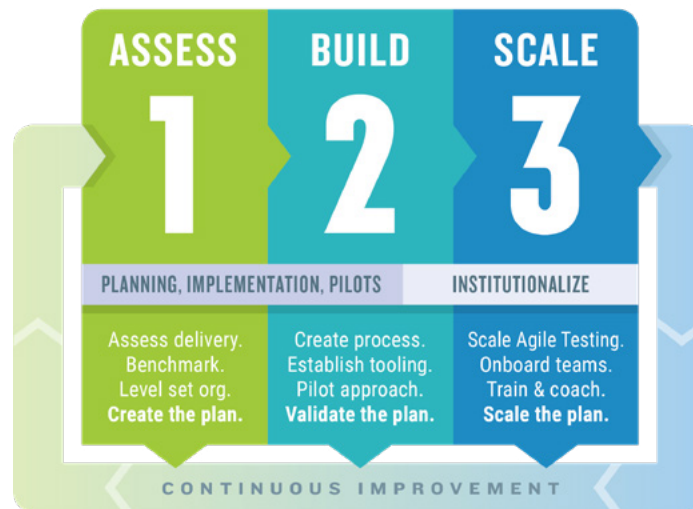 ASSESS
1
BUILD
2
SCALE
3
PLANNING, IMPLEMENTATION, PILOTS
INSTITUTIONALIZE
Assess delivery.
Benchmark.
Level set org.
Create the plan.
Create process.
Establish tooling.
Pilot approach.
Validate the plan.
Scale Agile Testing.
Onboard teams.
Train & coach.
Scale the plan.
CONTINUOUS IMPROVEMENT